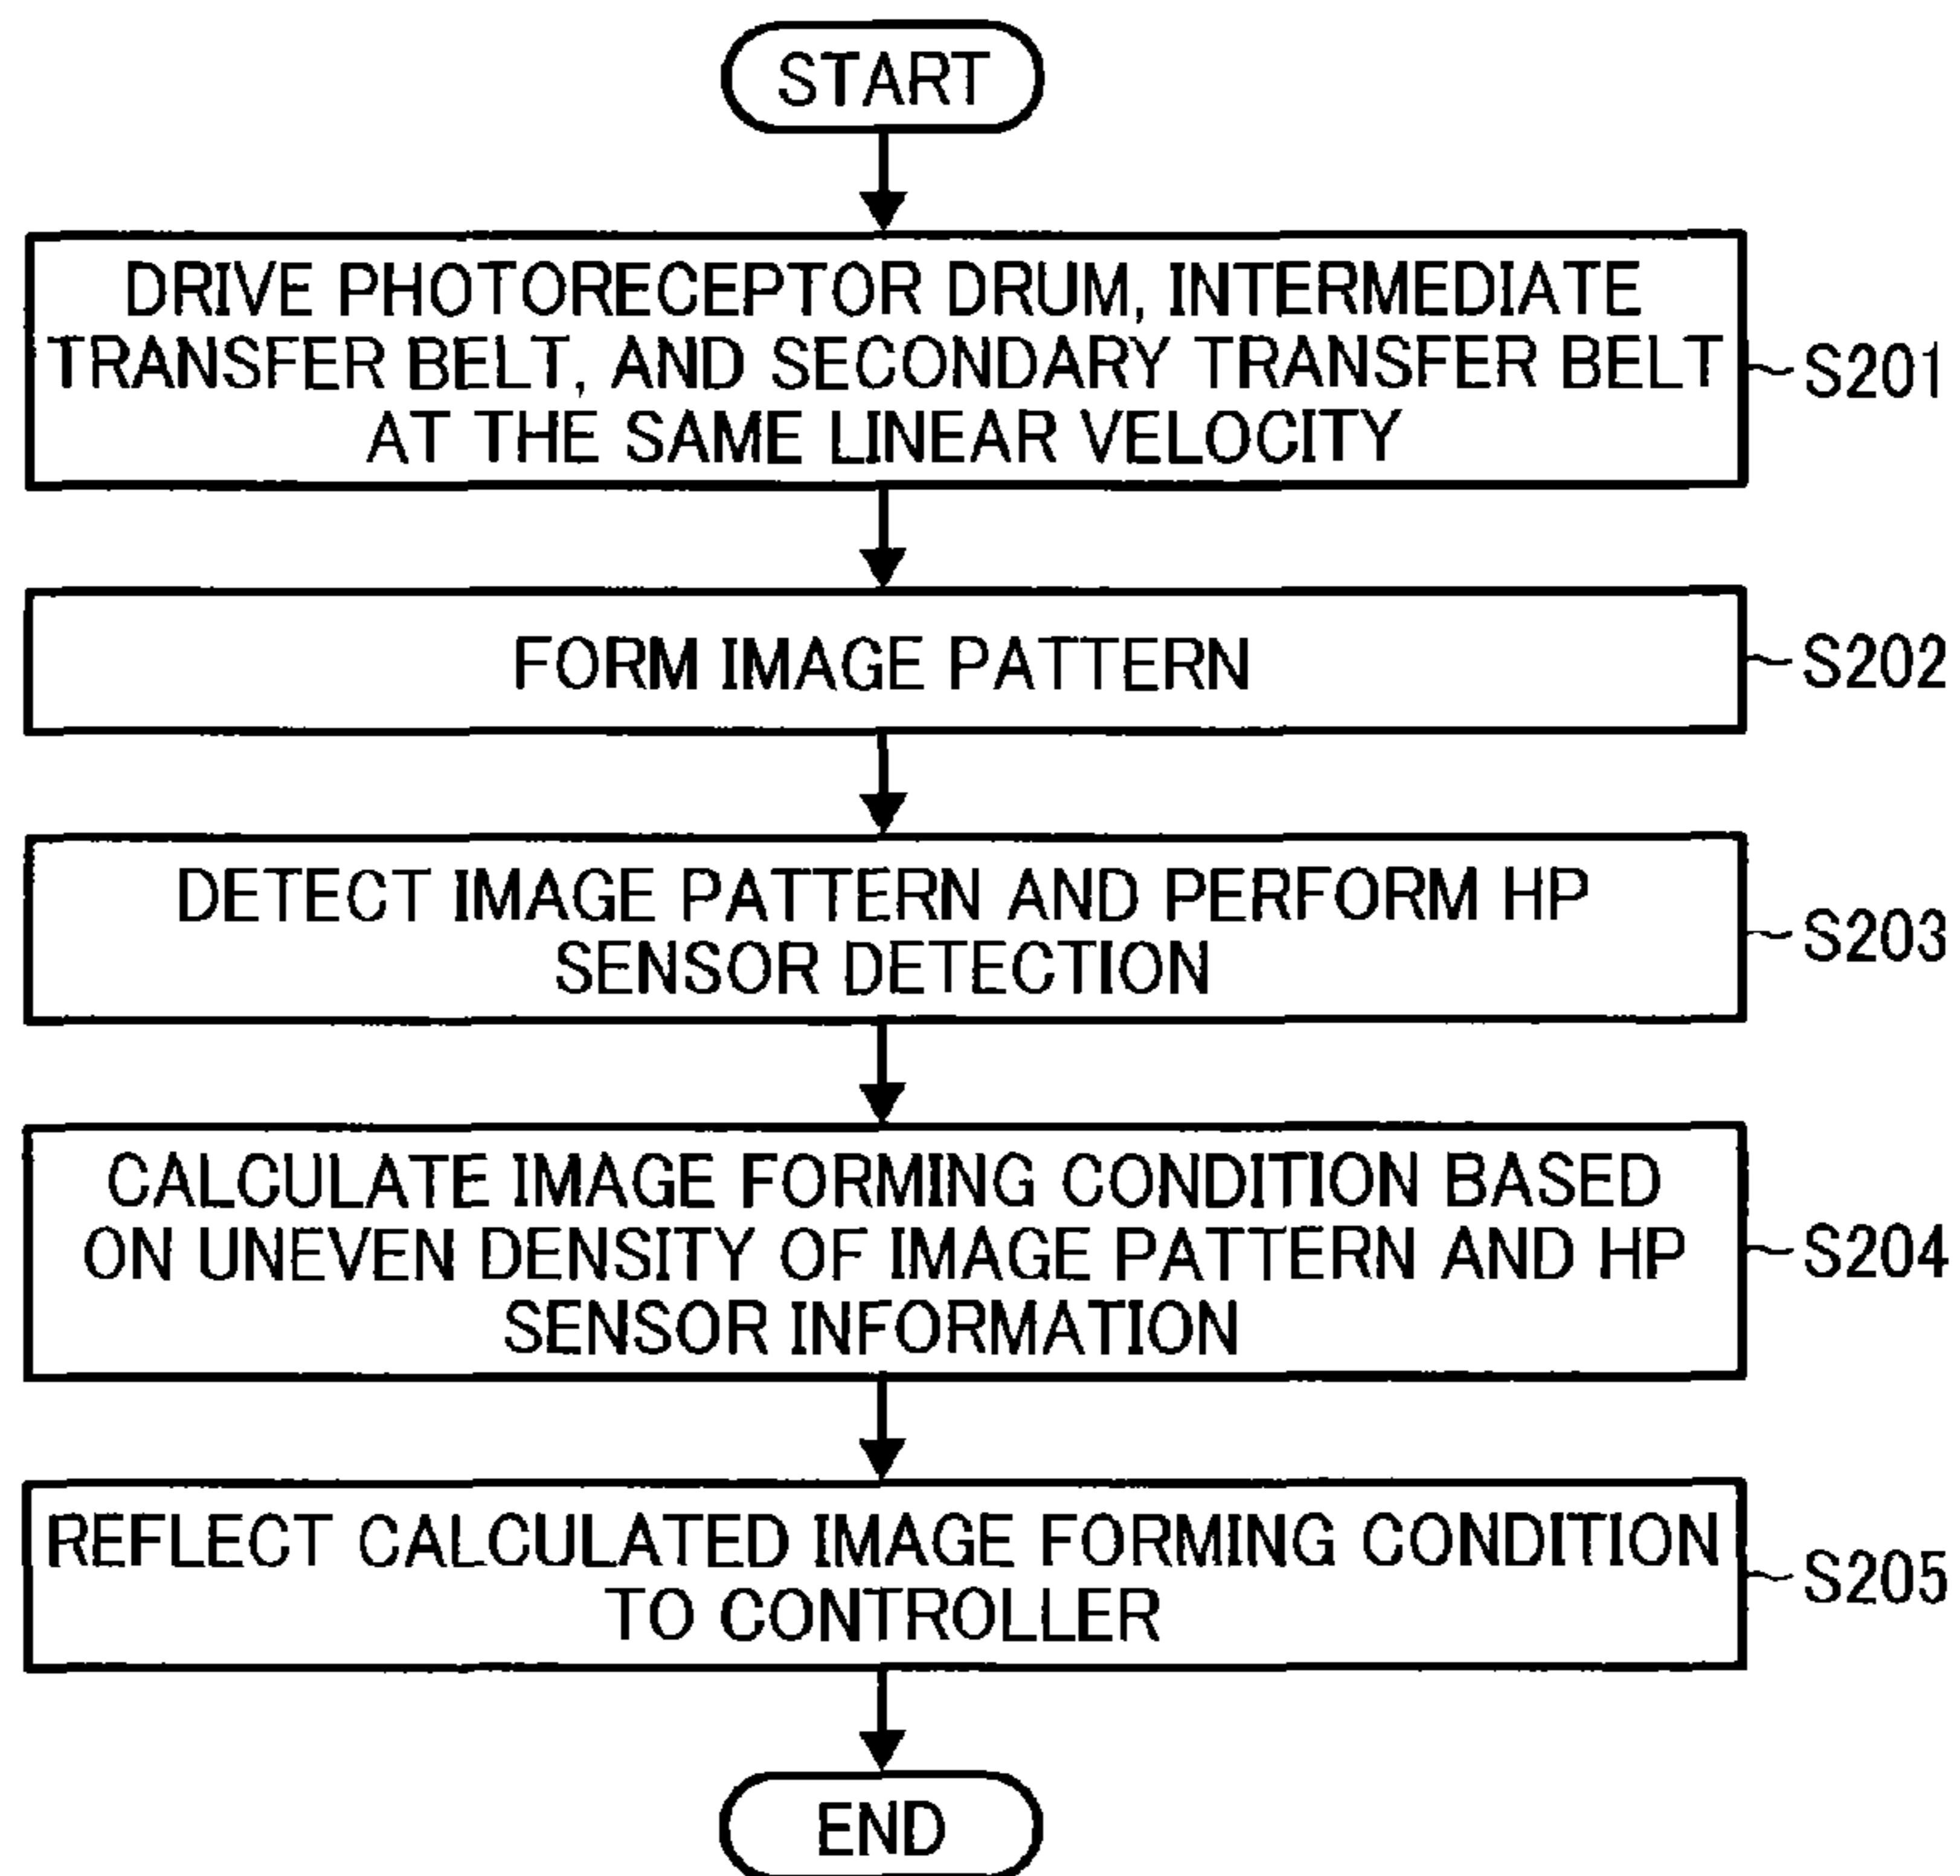 START
DRIVE PHOTORECEPTOR DRUM, INTERMEDIATE
TRANSFER BELT, AND SECONDARY TRANSFER BELT
AT THE SAME LINEAR VELOCITY
S201
FORM IMAGE PATTERN
S202
DETECT IMAGE PATTERN AND PERFORM HP
SENSOR DETECTION
S203
CALCULATE IMAGE FORMING CONDITION BASED
ON UNEVEN DENSITY OF IMAGE PATTERN AND HP
SENSOR INFORMATION
S204
REFLECT CALCULATED IMAGE FORMING CONDITION
TO CONTROLLER
S205
END